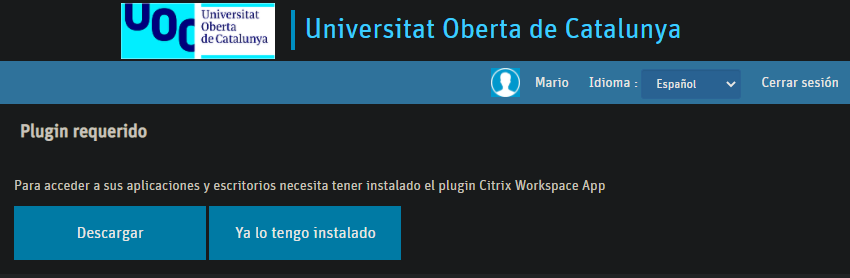 UOC
Universitat
Oberta
de Catalunya
Universitat Oberta de Catalunya
Mario
Idioma :
Español
Cerrar sesión
Plugin requerido
Para acceder a sus aplicaciones y escritorios necesita tener instalado el plugin Citrix Workspace App
Descargar
Ya lo tengo instalado